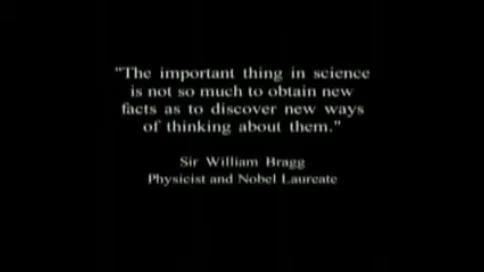 "The important thing in science
is not so much to obtain new
facts as to discover new ways
of thinking about them."
Sir William Bragg
Physicist and Nobel Laureate